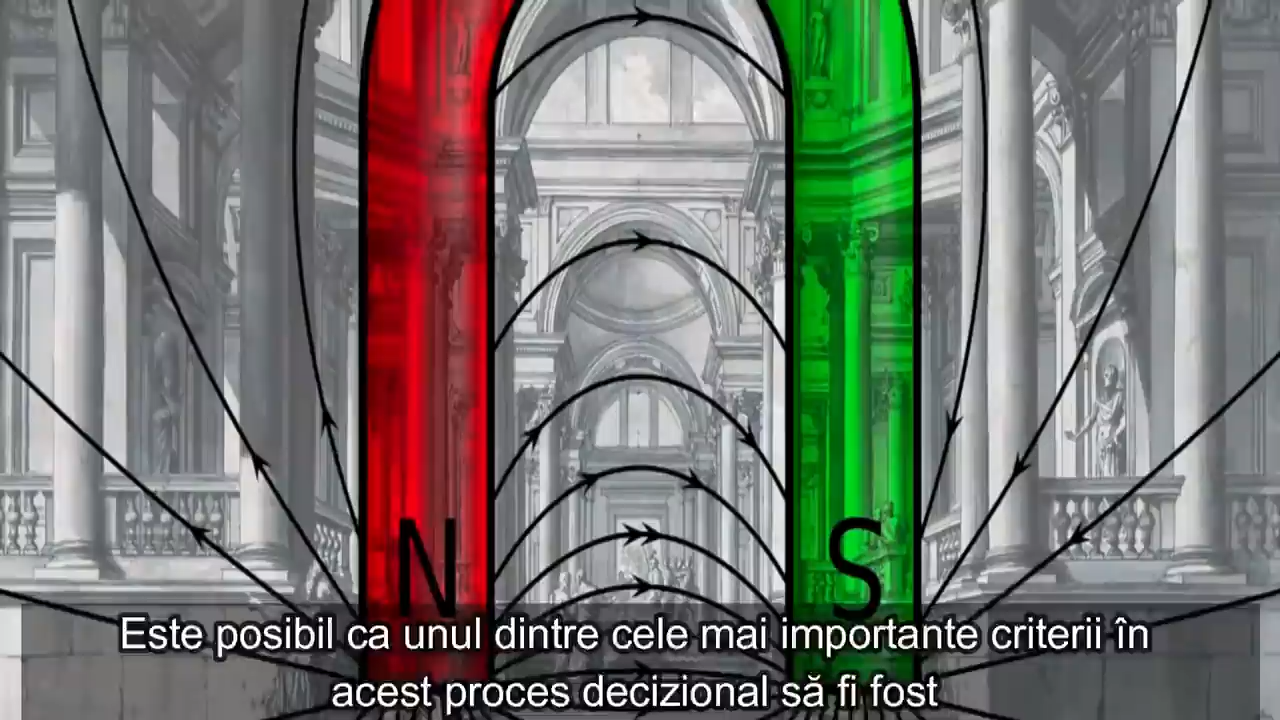 N S
Este posibil ca unul dintre cele mai importante criterii în
acest proces decizional să fi fost